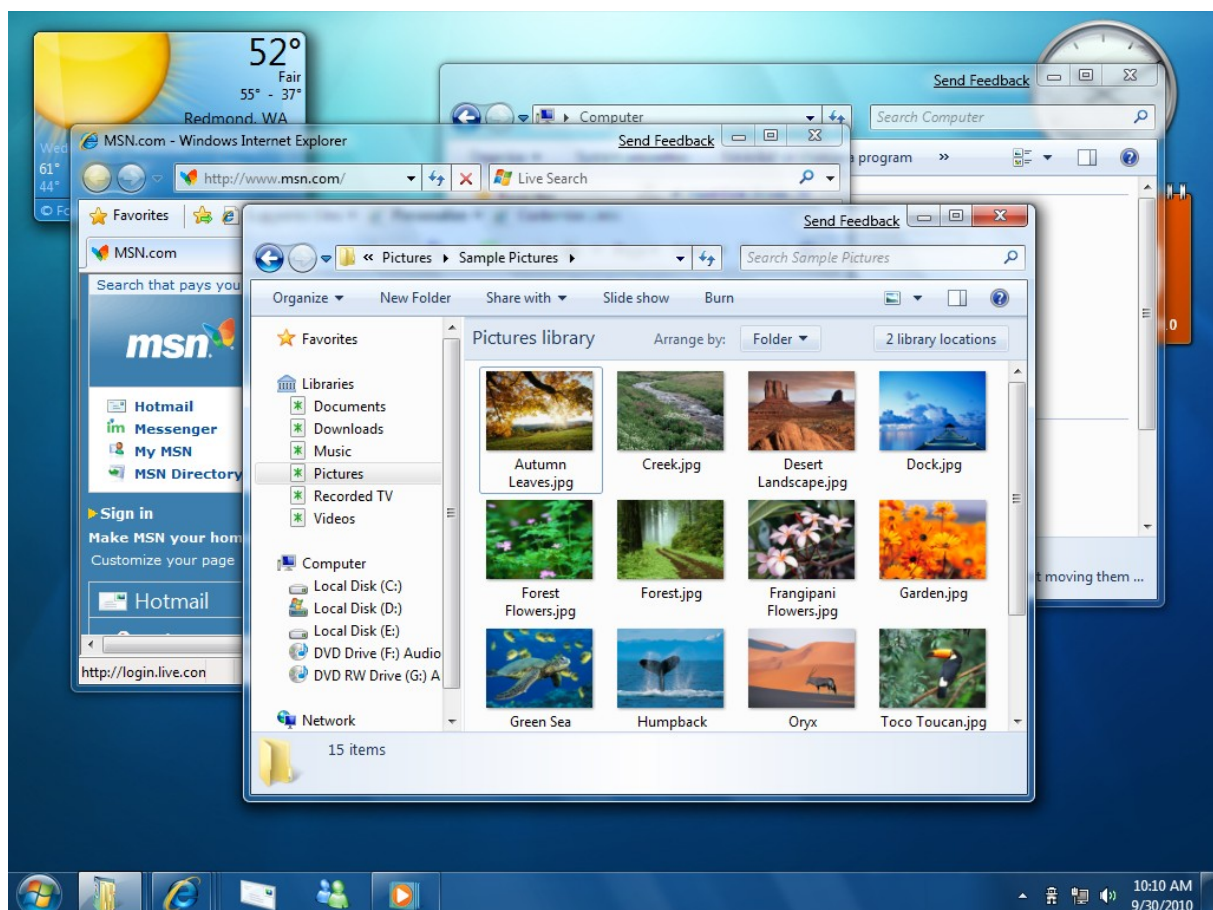 52°
Fair
55° - 37°
Redmond, WA
Wed
61°
44°
Send Feedback
Computer
Search Computer
a program »
MSN.com - Windows Internet Explorer
Send Feedback
http://www.msn.com/
Live Search
Favorites
MSN.com
Search that pays you
msn
Hotmail
Messenger
My MSN
MSN Directory
Sign in
Make MSN your hom
Customize your page
Hotmail
http://login.live.con
Send Feedback
« Pictures Sample Pictures
Search Sample Pictures
Organize New Folder Share with Slide show Burn
Favorites
Libraries
Documents
Downloads
Music
Pictures
Recorded TV
Videos
Computer
Local Disk (C:)
Local Disk (D:)
Local Disk (E:)
DVD Drive (F:) Audio
DVD RW Drive (G:) A
Network
Pictures library
Arrange by: Folder
2 library locations
Autumn Leaves.jpg
Creek.jpg
Desert Landscape.jpg
Dock.jpg
Forest Flowers.jpg
Forest.jpg
Frangipani Flowers.jpg
Garden.jpg
Green Sea
Humpback
Oryx
Toco Toucan.jpg
15 items
t moving them ...
10:10 AM
9/30/2010